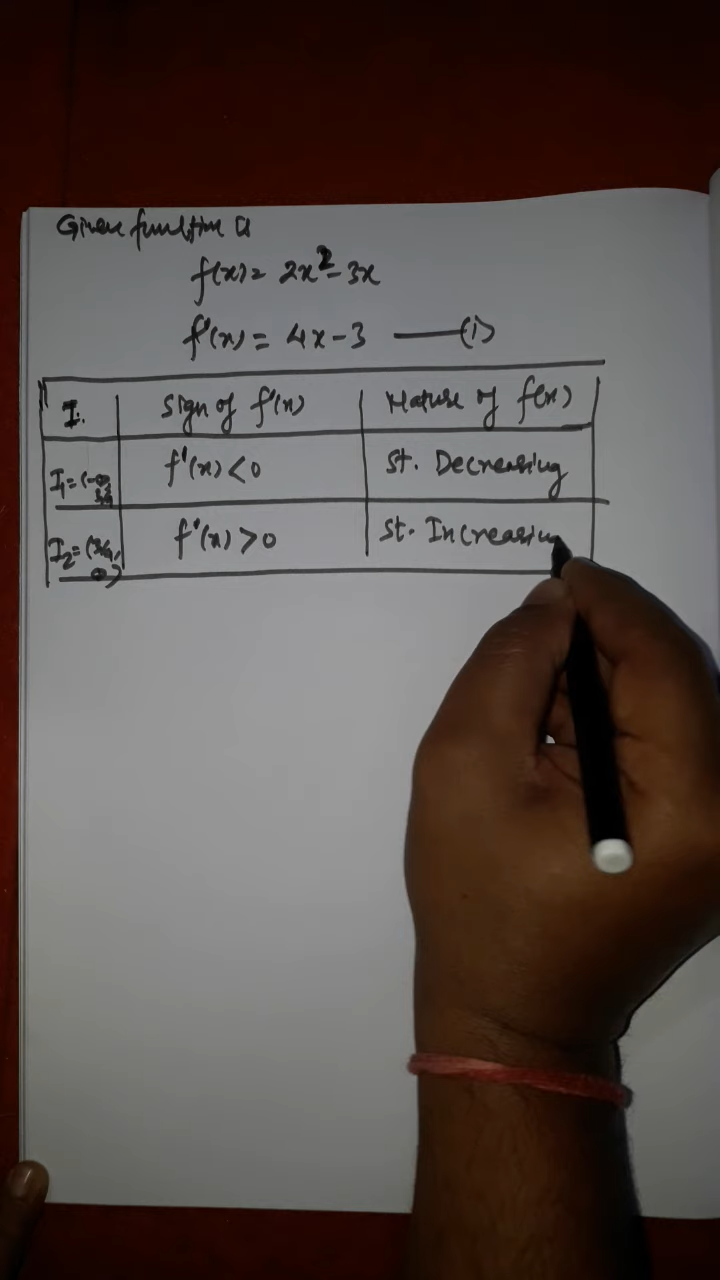 Given function is
f(x) = 2x² - 3x
f'(x) = 4x - 3 —— (1)
I. Sign of f'(x) Nature of f(x)
I₁ = (-∞, 3/4) f'(x) < 0 St. Decreasing
I₂ = (3/4, ∞) f'(x) > 0 St. Increasing